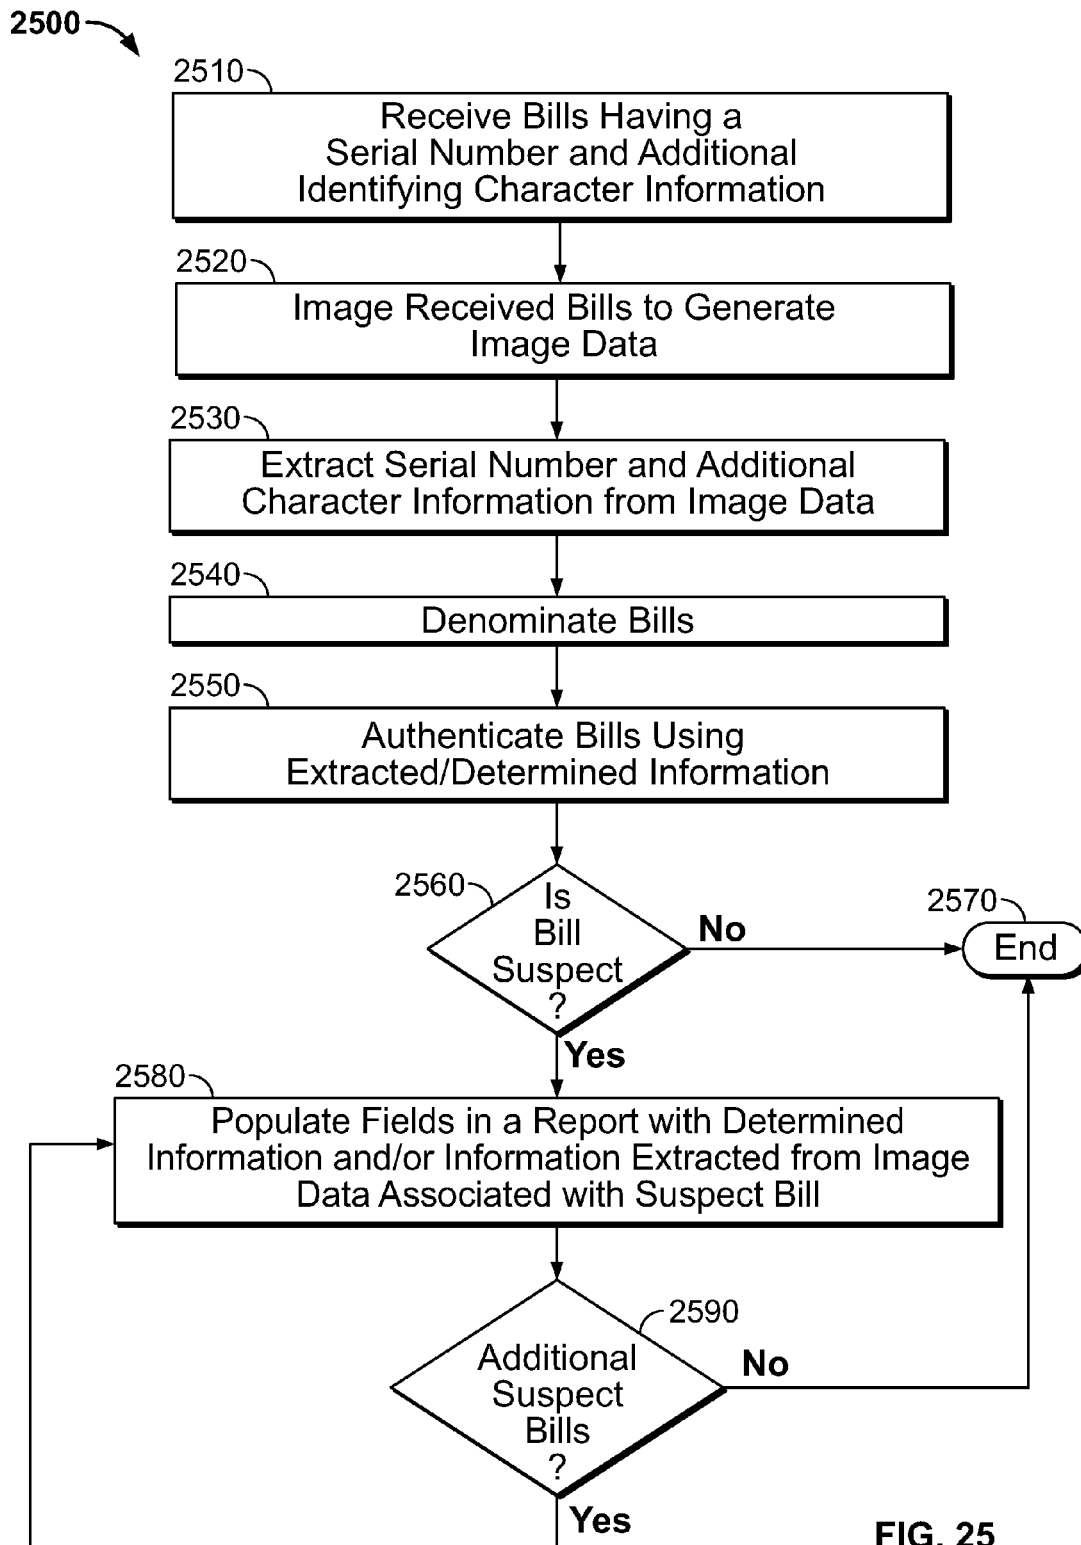 2500
2510
Receive Bills Having a
Serial Number and Additional
Identifying Character Information
2520
Image Received Bills to Generate
Image Data
2530
Extract Serial Number and Additional
Character Information from Image Data
2540
Denominate Bills
2550
Authenticate Bills Using
Extracted/Determined Information
2560
Is
Bill
Suspect
?
No
2570
End
Yes
2580
Populate Fields in a Report with Determined
Information and/or Information Extracted from Image
Data Associated with Suspect Bill
2590
Additional
Suspect
Bills
?
No
Yes
FIG. 25